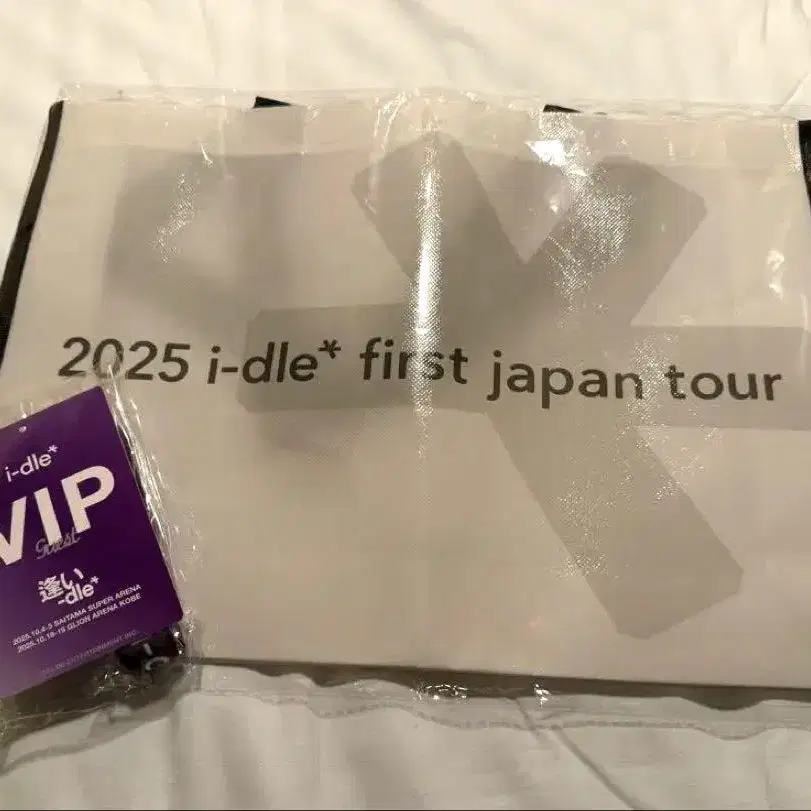 2025 i-dle* first japan tour
i-dle*
VIP
Guest
逢い
-dle*
2025.10.4-5 SAITAMA SUPER ARENA
2025.10.18-19 GLION ARENA KOBE